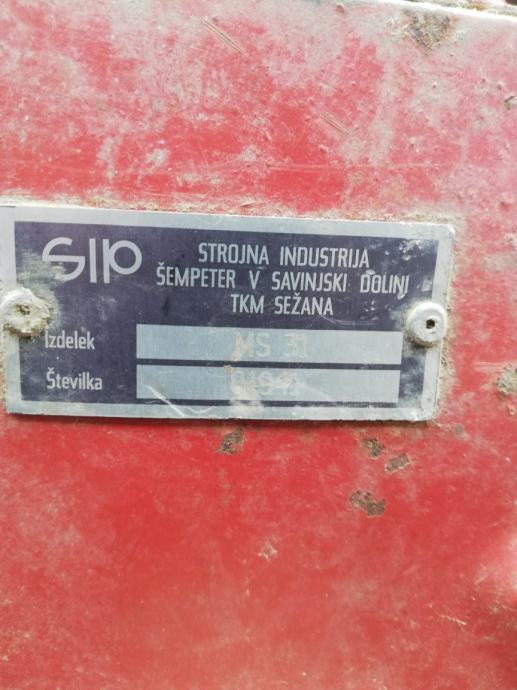 SIP
STROJNA INDUSTRIJA
ŠEMPETER V SAVINJSKI DOLINI
TKM SEŽANA
Izdelek MS 31
Številka